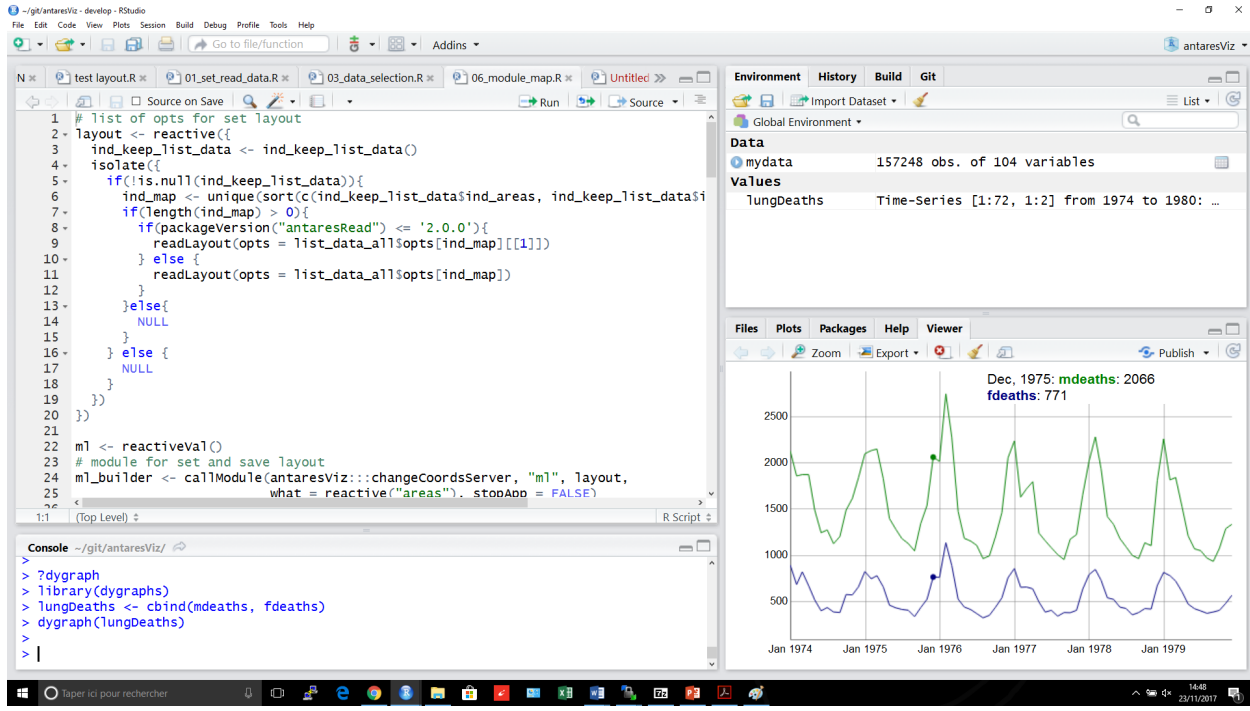 ~/git/antaresViz - develop - RStudio
File Edit Code View Plots Session Build Debug Profile Tools Help
Go to file/function
Addins
antaresViz
N
test layout.R
01_set_read_data.R
03_data_selection.R
06_module_map.R
Untitled
Source on Save
Run
Source
1 # list of opts for set layout
2 layout <- reactive({
3   ind_keep_list_data <- ind_keep_list_data()
4   isolate({
5     if(!is.null(ind_keep_list_data)){
6       ind_map <- unique(sort(c(ind_keep_list_data$ind_areas, ind_keep_list_data$i
7       if(length(ind_map) > 0){
8         if(packageVersion("antaresRead") <= '2.0.0'){
9           readLayout(opts = list_data_all$opts[ind_map][[1]])
10         } else {
11           readLayout(opts = list_data_all$opts[ind_map])
12         }
13       }else{
14         NULL
15       }
16     } else {
17       NULL
18     }
19   })
20 })
21
22 ml <- reactiveVal()
23 # module for set and save layout
24 ml_builder <- callModule(antaresViz:::changeCoordsServer, "ml", layout,
25                          what = reactive("areas"), stopApp = FALSE)
26
1:1 (Top Level) R Script
Console ~/git/antaresViz/
>
> ?dygraph
> library(dygraphs)
> lungDeaths <- cbind(mdeaths, fdeaths)
> dygraph(lungDeaths)
>
>
Environment History Build Git
Import Dataset
List
Global Environment
Data
mydata 157248 obs. of 104 variables
Values
lungDeaths Time-Series [1:72, 1:2] from 1974 to 1980: …
Files Plots Packages Help Viewer
Zoom Export Publish
Dec, 1975: mdeaths: 2066
fdeaths: 771
2500
2000
1500
1000
500
Jan 1974 Jan 1975 Jan 1976 Jan 1977 Jan 1978 Jan 1979
Taper ici pour rechercher
14:48
23/11/2017